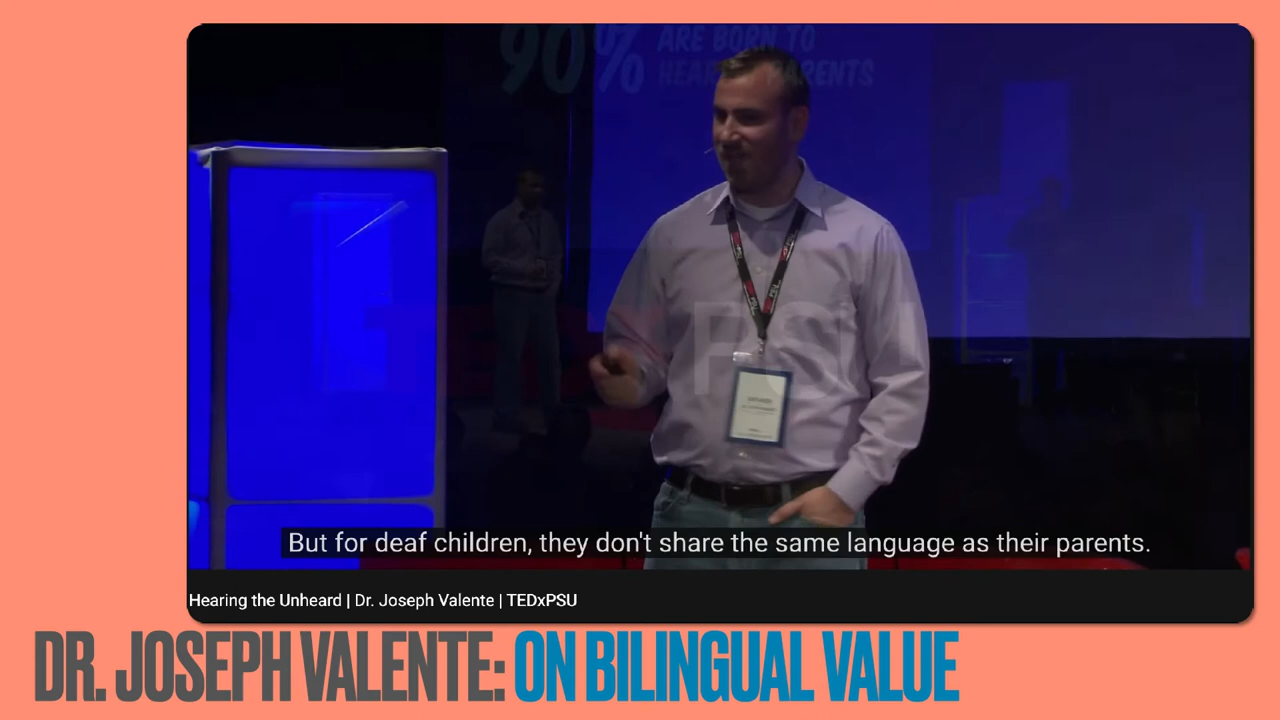 90% ARE BORN TO
PARENTS
PSU
But for deaf children, they don't share the same language as their parents.
Hearing the Unheard | Dr. Joseph Valente | TEDxPSU
DR. JOSEPH VALENTE: ON BILINGUAL VALUE